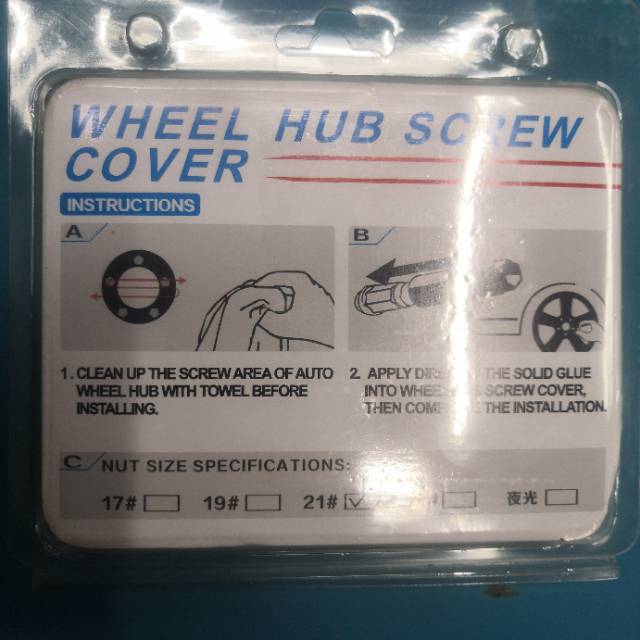 WHEEL HUB SCREW
COVER
INSTRUCTIONS
A
B
1. CLEAN UP THE SCREW AREA OF AUTO
WHEEL HUB WITH TOWEL BEFORE
INSTALLING.
2. APPLY THE SOLID GLUE
INTO SCREW COVER,
THEN THE INSTALLATION.
C NUT SIZE SPECIFICATIONS:
17# 19# 21# 夜光